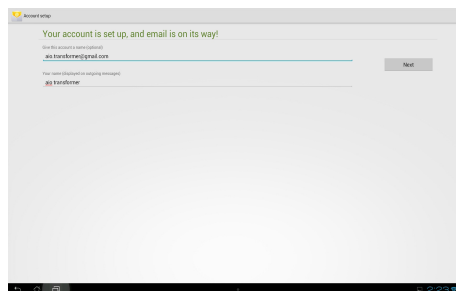 Account setup
Your account is set up, and email is on its way!
Give this account a name (optional)
aio.transformer@gmail.com
Next
Your name (displayed on outgoing messages)
aio transformer